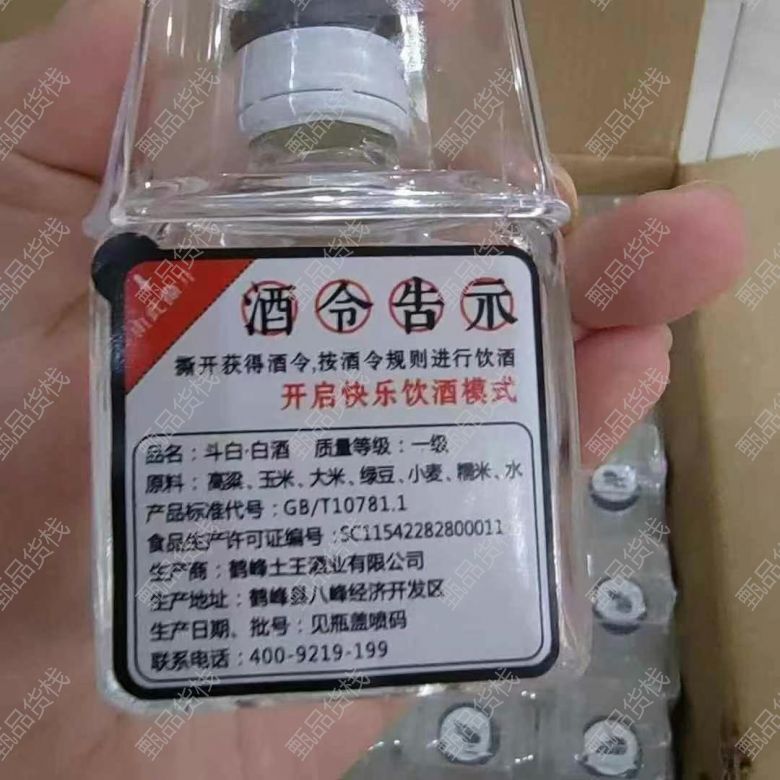 酒令告示
撕开获得酒令,按酒令规则进行饮酒
开启快乐饮酒模式
品名：斗白·白酒 质量等级：一级
原料：高粱、玉米、大米、绿豆、小麦、糯米、水
产品标准代号：GB/T10781.1
食品生产许可证编号：SC11542282800011
生产商：鹤峰土王酒业有限公司
生产地址：鹤峰县八峰经济开发区
生产日期、批号：见瓶盖喷码
联系电话：400-9219-199
甄品货栈